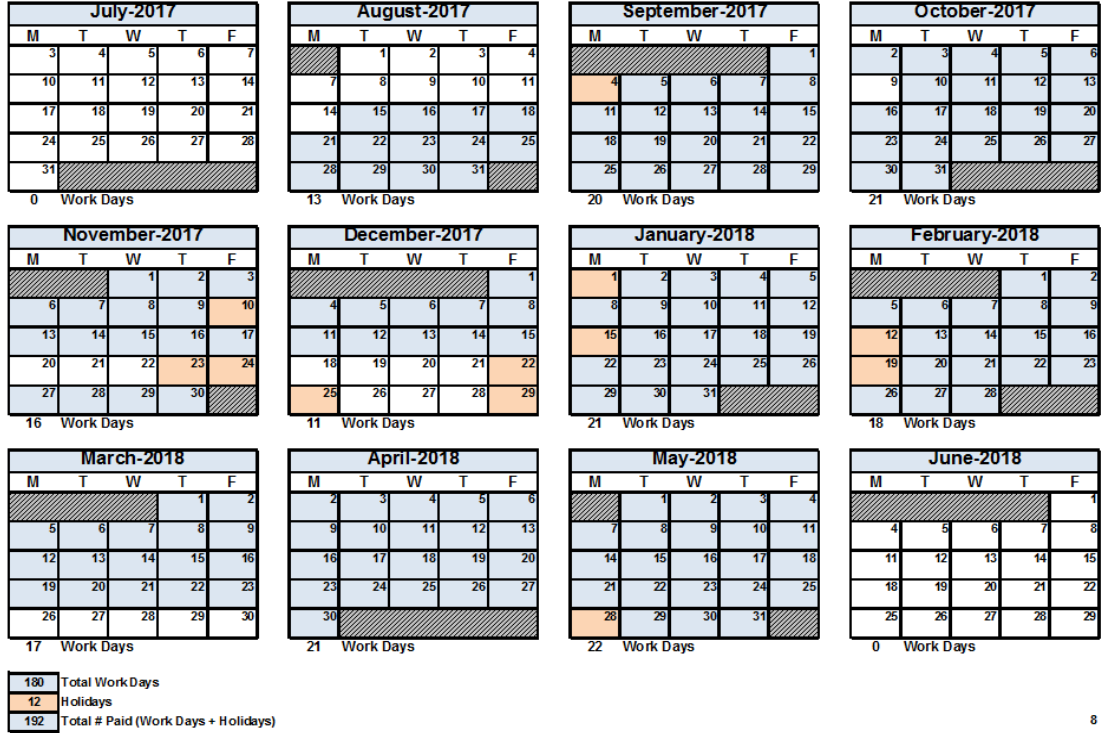 July-2017 August-2017 September-2017 October-2017
M T W T F M T W T F M T W T F M T W T F
3 4 5 6 7 1 2 3 4 1 2 3 4 5 6
10 11 12 13 14 7 8 9 10 11 4 5 6 7 8 9 10 11 12 13
17 18 19 20 21 14 15 16 17 18 11 12 13 14 15 16 17 18 19 20
24 25 26 27 28 21 22 23 24 25 18 19 20 21 22 23 24 25 26 27
31 28 29 30 31 25 26 27 28 29 30 31
0 Work Days 13 Work Days 20 Work Days 21 Work Days
November-2017 December-2017 January-2018 February-2018
M T W T F M T W T F M T W T F M T W T F
1 2 3 1 1 2 3 4 5 1 2
6 7 8 9 10 4 5 6 7 8 8 9 10 11 12 5 6 7 8 9
13 14 15 16 17 11 12 13 14 15 15 16 17 18 19 12 13 14 15 16
20 21 22 23 24 18 19 20 21 22 22 23 24 25 26 19 20 21 22 23
27 28 29 30 25 26 27 28 29 29 30 31 26 27 28
16 Work Days 11 Work Days 21 Work Days 18 Work Days
March-2018 April-2018 May-2018 June-2018
M T W T F M T W T F M T W T F M T W T F
1 2 2 3 4 5 6 1 2 3 4 1
5 6 7 8 9 9 10 11 12 13 7 8 9 10 11 4 5 6 7 8
12 13 14 15 16 16 17 18 19 20 14 15 16 17 18 11 12 13 14 15
19 20 21 22 23 23 24 25 26 27 21 22 23 24 25 18 19 20 21 22
26 27 28 29 30 30 28 29 30 31 25 26 27 28 29
17 Work Days 21 Work Days 22 Work Days 0 Work Days
180 Total Work Days
12 Holidays
192 Total # Paid (Work Days + Holidays)
8